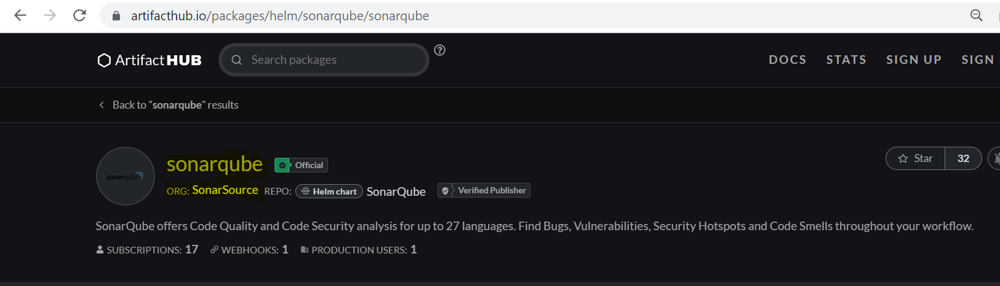 artifacthub.io/packages/helm/sonarqube/sonarqube
Artifact HUB Search packages ? DOCS STATS SIGN UP SIGN
Back to "sonarqube" results
sonarqube Official
sonarqube
ORG: SonarSource REPO: HELM Helm chart SonarQube Verified Publisher
Star 32
SonarQube offers Code Quality and Code Security analysis for up to 27 languages. Find Bugs, Vulnerabilities, Security Hotspots and Code Smells throughout your workflow.
SUBSCRIPTIONS: 17 WEBHOOKS: 1 PRODUCTION USERS: 1